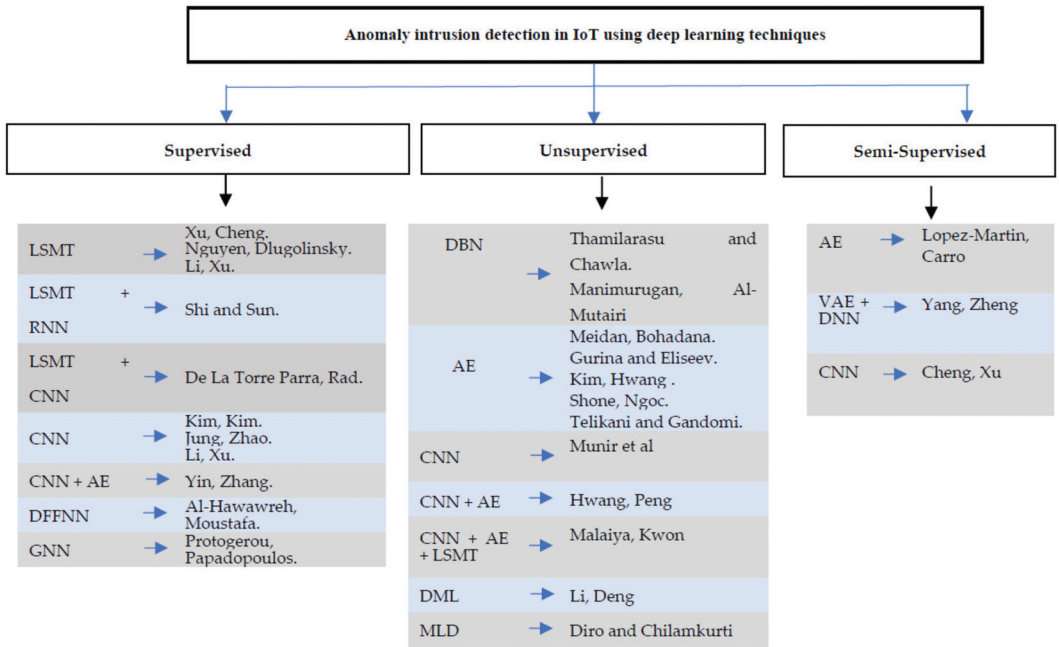 Anomaly intrusion detection in IoT using deep learning techniques
Supervised
LSMT
Xu, Cheng.
Nguyen, Dlugolinsky.
Li, Xu.
LSMT +
RNN
Shi and Sun.
LSMT +
CNN
De La Torre Parra, Rad.
CNN
Kim, Kim.
Jung, Zhao.
Li, Xu.
CNN + AE
Yin, Zhang.
DFFNN
Al-Hawawreh,
Moustafa.
GNN
Protogerou,
Papadopoulos.
Unsupervised
DBN
Thamilarasu and
Chawla.
Manimurugan, Al-
Mutairi
AE
Meidan, Bohadana.
Gurina and Eliseev.
Kim, Hwang .
Shone, Ngoc.
Telikani and Gandomi.
CNN
Munir et al
CNN + AE
Hwang, Peng
CNN + AE
+ LSMT
Malaiya, Kwon
DML
Li, Deng
MLD
Diro and Chilamkurti
Semi-Supervised
AE
Lopez-Martin,
Carro
VAE +
DNN
Yang, Zheng
CNN
Cheng, Xu